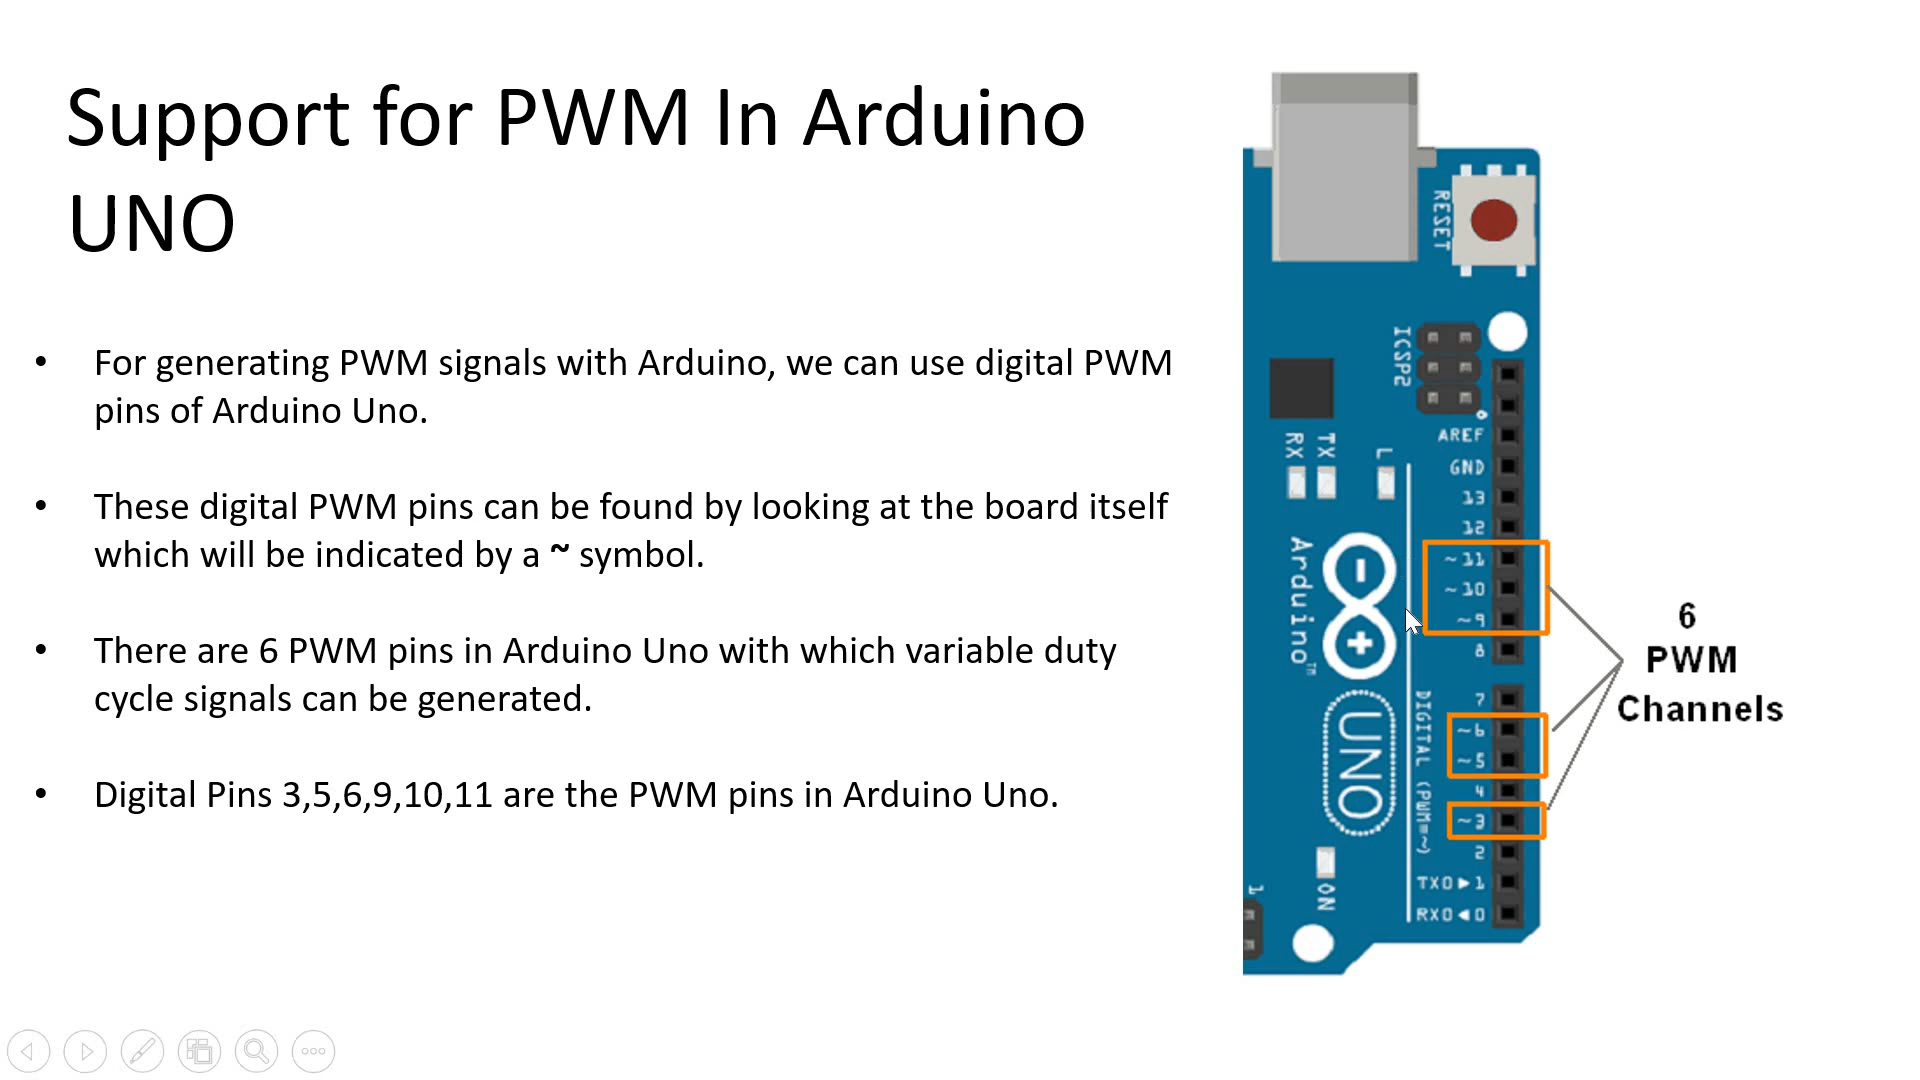 Support for PWM In Arduino
UNO
• For generating PWM signals with Arduino, we can use digital PWM
pins of Arduino Uno.
• These digital PWM pins can be found by looking at the board itself
which will be indicated by a ~ symbol.
• There are 6 PWM pins in Arduino Uno with which variable duty
cycle signals can be generated.
• Digital Pins 3,5,6,9,10,11 are the PWM pins in Arduino Uno.
RESET
ICSP2
RX
TX
L
AREF
GND
13
12
~11
~10
~9
8
7
~6
~5
4
~3
2
TX0▶1
RX0◀0
Arduino™
UNO
DIGITAL (PWM=~)
ON
1
6
PWM
Channels